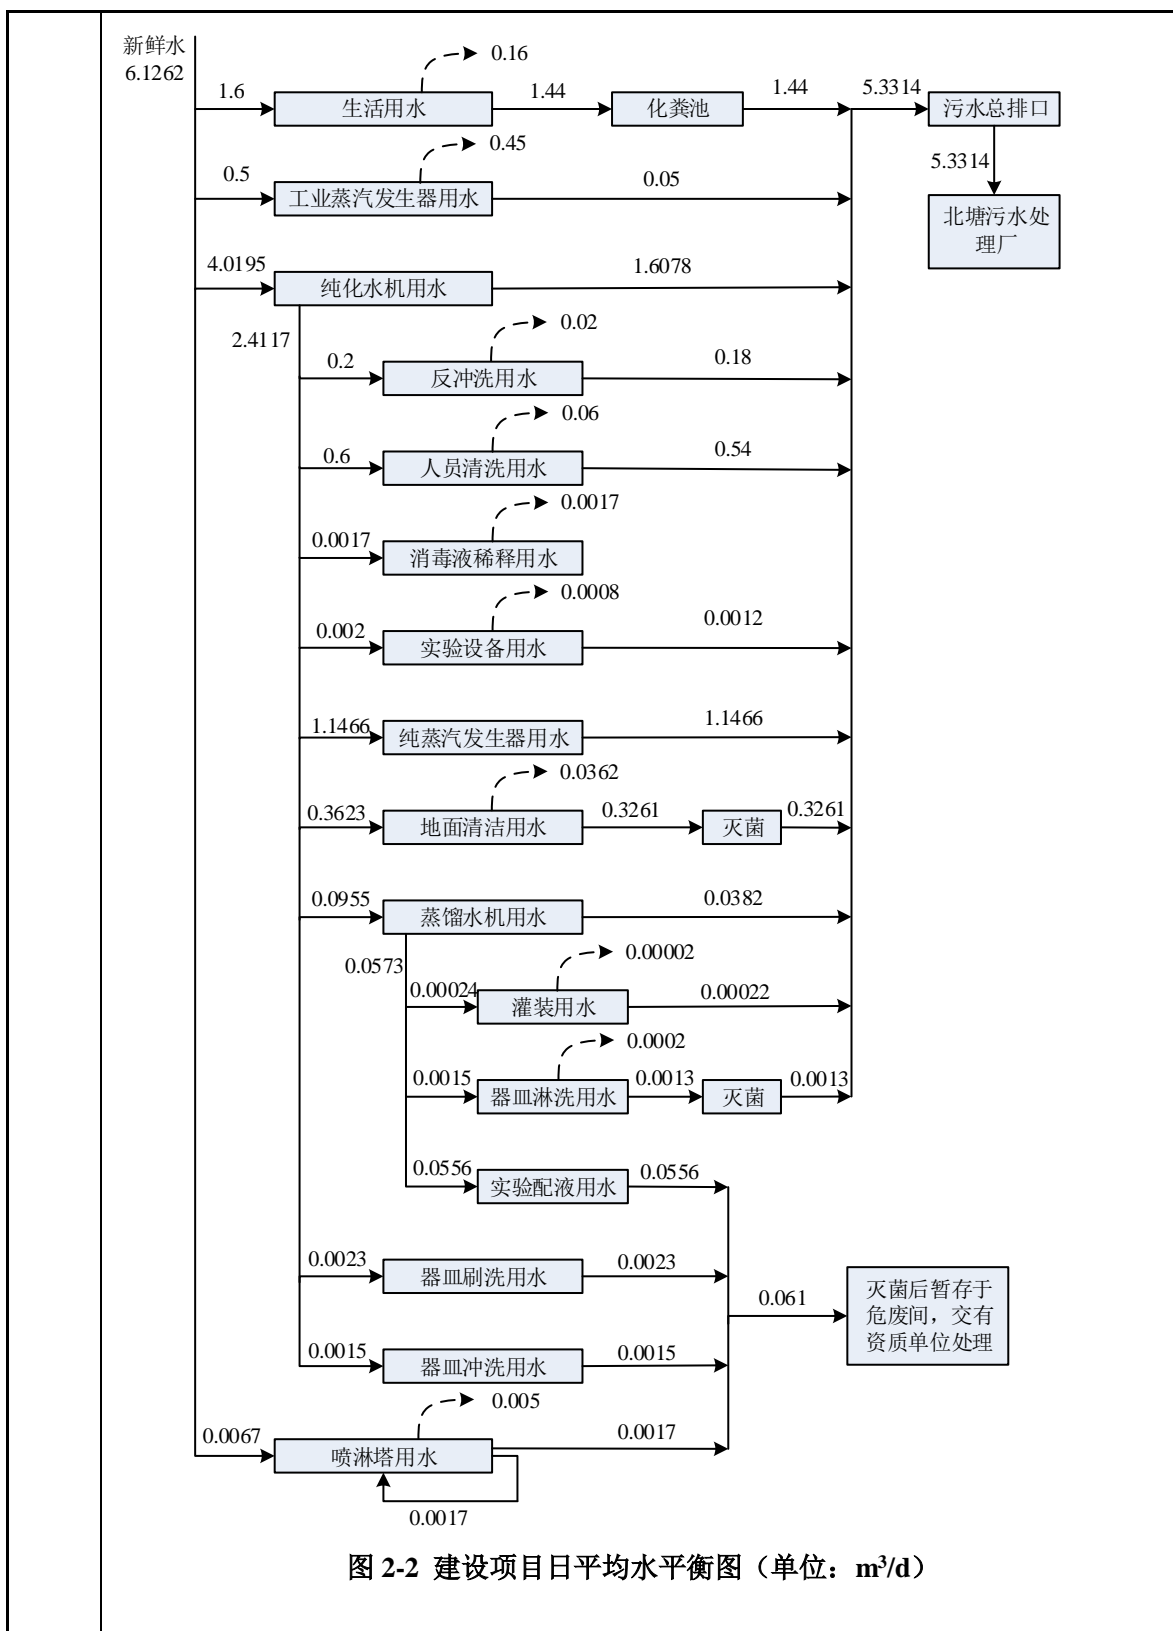 新鲜水
6.1262
0.16
1.6
生活用水
1.44
化粪池
1.44
5.3314
污水总排口
0.45
0.5
工业蒸汽发生器用水
0.05
5.3314
北塘污水处
理厂
4.0195
纯化水机用水
1.6078
2.4117
0.02
0.2
反冲洗用水
0.18
0.06
0.6
人员清洗用水
0.54
0.0017
0.0017
消毒液稀释用水
0.0008
0.002
实验设备用水
0.0012
1.1466
纯蒸汽发生器用水
1.1466
0.0362
0.3623
地面清洁用水
0.3261
灭菌
0.3261
0.0955
蒸馏水机用水
0.0382
0.0573
0.00002
0.00024
灌装用水
0.00022
0.0002
0.0015
器皿淋洗用水
0.0013
灭菌
0.0013
0.0556
实验配液用水
0.0556
0.0023
器皿刷洗用水
0.0023
0.061
灭菌后暂存于
危废间，交有
资质单位处理
0.0015
器皿冲洗用水
0.0015
0.005
0.0067
喷淋塔用水
0.0017
0.0017
图 2-2 建设项目日平均水平衡图（单位：m³/d）